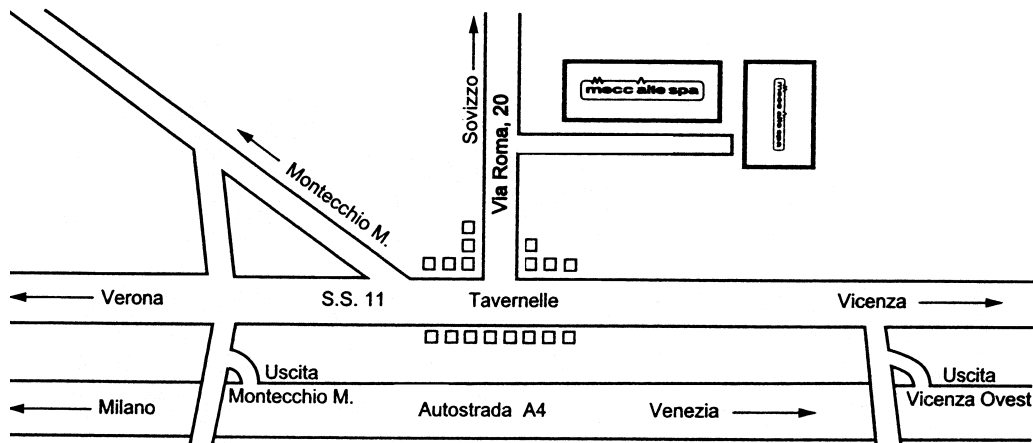 Sovizzo
Via Roma, 20
mecc alte spa
mecc alte spa
Montecchio M.
Verona
S.S. 11
Tavernelle
Vicenza
Uscita
Montecchio M.
Uscita
Vicenza Ovest
Milano
Autostrada A4
Venezia